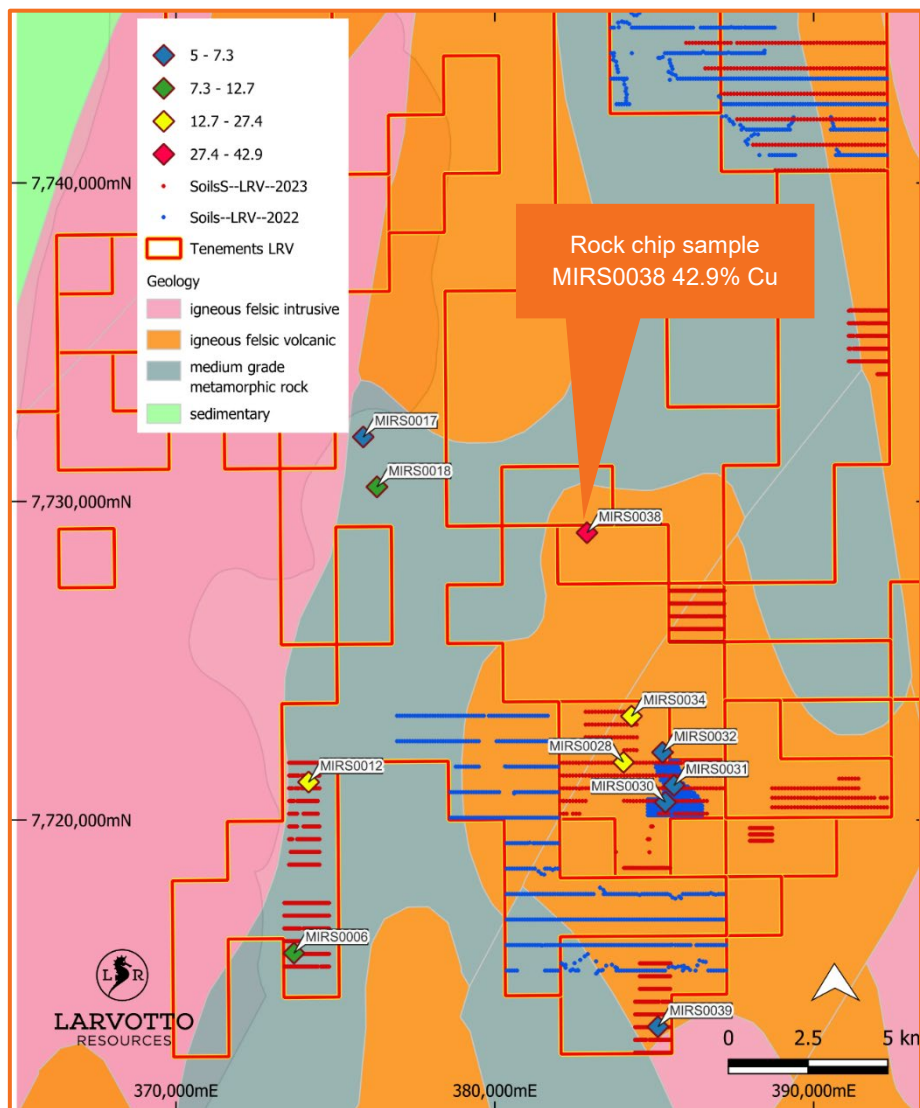 5 - 7.3
7.3 - 12.7
12.7 - 27.4
27.4 - 42.9
SoilsS--LRV--2023
Soils--LRV--2022
Tenements LRV
Geology
igneous felsic intrusive
igneous felsic volcanic
medium grade
metamorphic rock
sedimentary
7,740,000mN
Rock chip sample
MIRS0038 42.9% Cu
MIRS0017
MIRS0018
7,730,000mN
MIRS0038
MIRS0034
MIRS0032
MIRS0028
MIRS0012
MIRS0031
MIRS0030
7,720,000mN
MIRS0006
L R
LARVOTTO
RESOURCES
MIRS0039
0 2.5 5 km
370,000mE
380,000mE
390,000mE